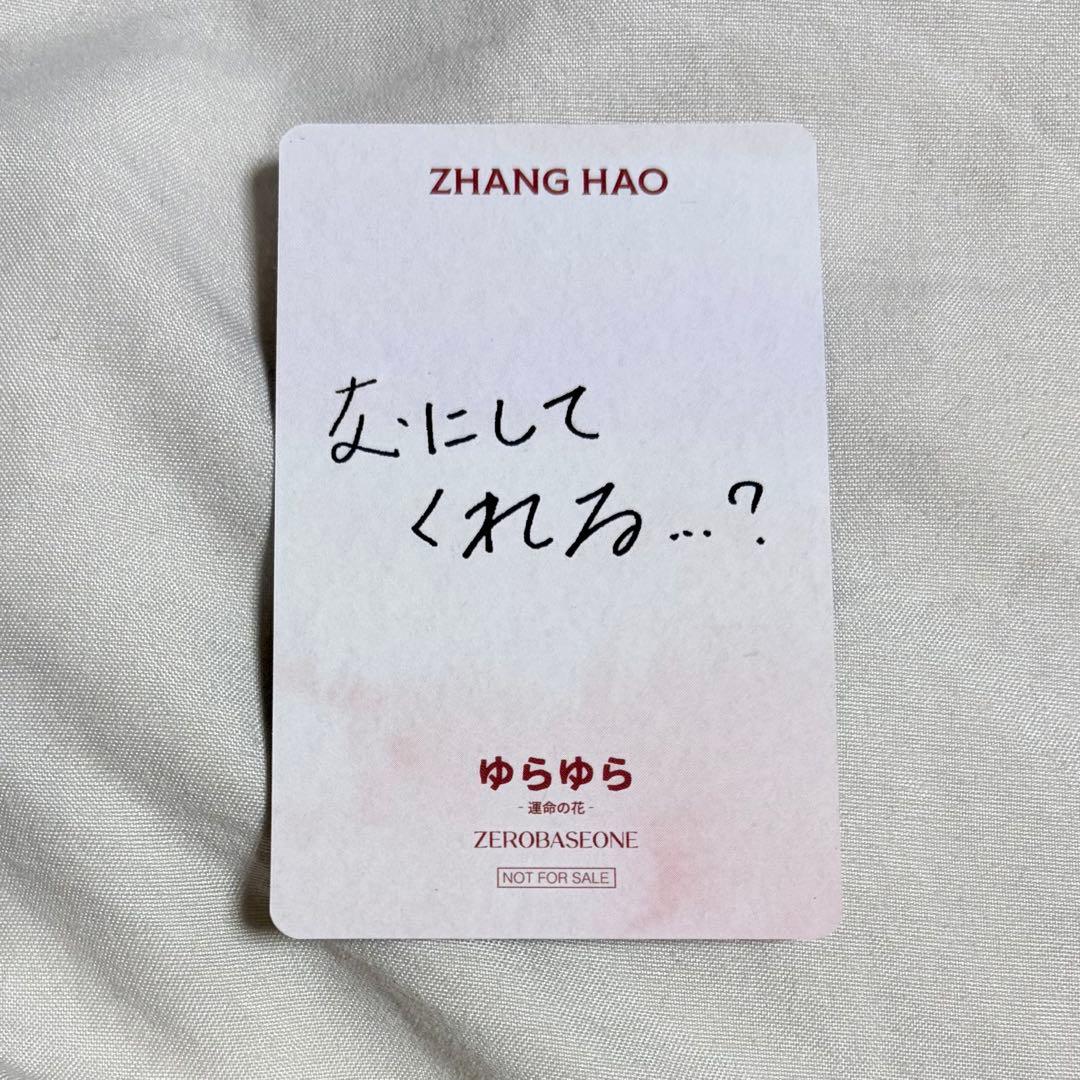 ZHANG HAO
なにして
くれる...?
ゆらゆら
- 運命の花 -
ZEROBASEONE
NOT FOR SALE